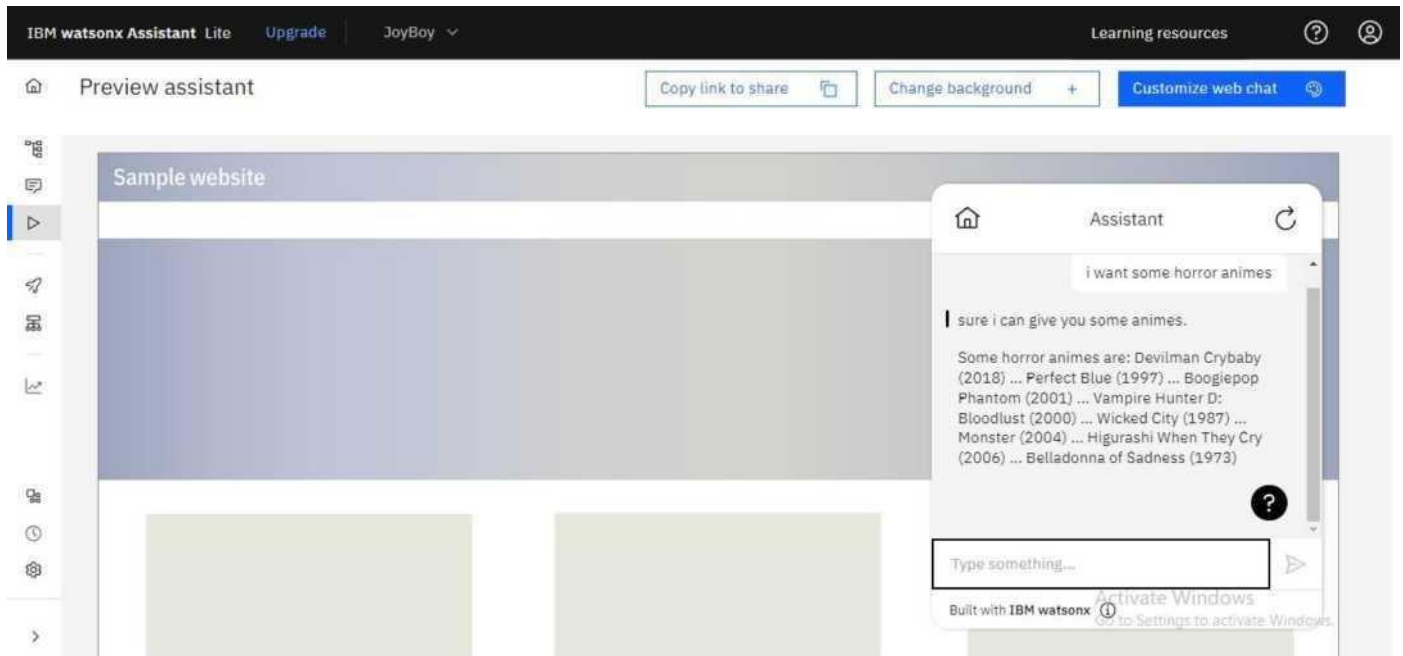 IBM watsonx Assistant Lite Upgrade JoyBoy Learning resources
Preview assistant Copy link to share Change background + Customize web chat
Sample website
Assistant
i want some horror animes
sure i can give you some animes.
Some horror animes are: Devilman Crybaby
(2018) ... Perfect Blue (1997) ... Boogiepop
Phantom (2001) ... Vampire Hunter D:
Bloodlust (2000) ... Wicked City (1987) ...
Monster (2004) ... Higurashi When They Cry
(2006) ... Belladonna of Sadness (1973)
?
Type something...
Activate Windows
Built with IBM watsonx
Go to Settings to activate Windows.